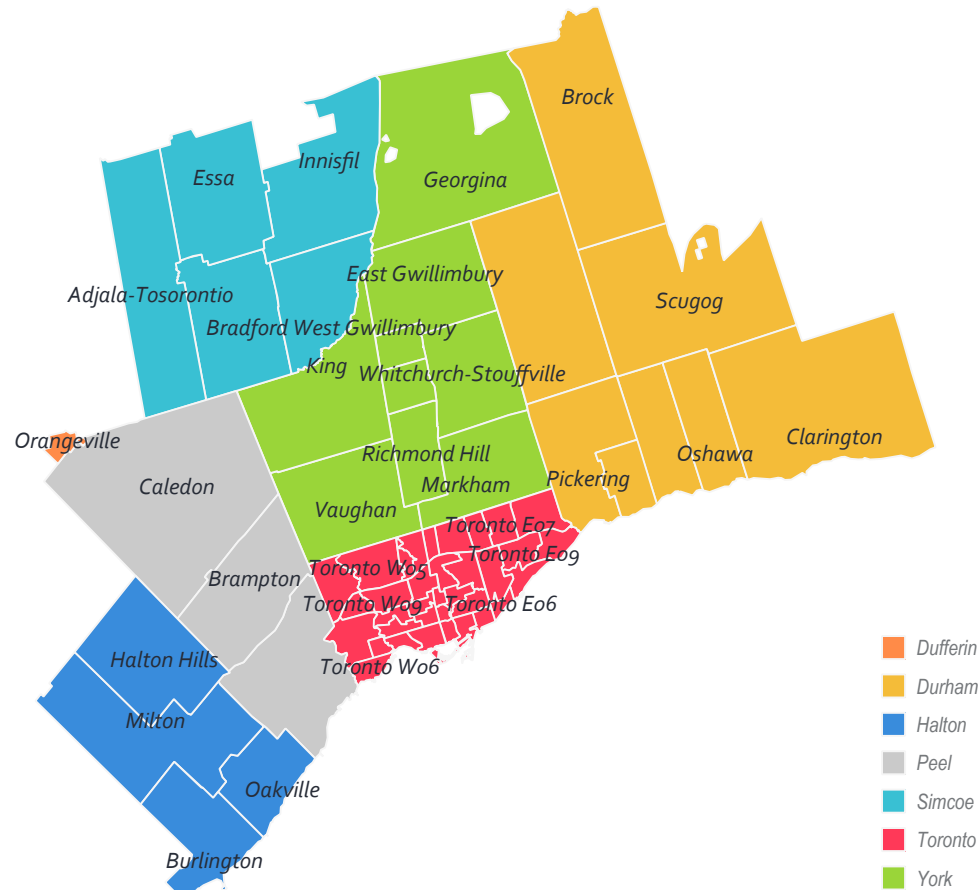 Brock
Innisfil
Essa
Georgina
East Gwillimbury
Adjala-Tosorontio
Scugog
Bradford West Gwillimbury
King
Whitchurch-Stouffville
Orangeville
Clarington
Richmond Hill
Oshawa
Pickering
Caledon
Markham
Vaughan
Toronto E07
Toronto E09
Toronto W05
Brampton
Toronto W09
Toronto E06
Halton Hills
Toronto W06
Milton
Oakville
Burlington
Dufferin
Durham
Halton
Peel
Simcoe
Toronto
York